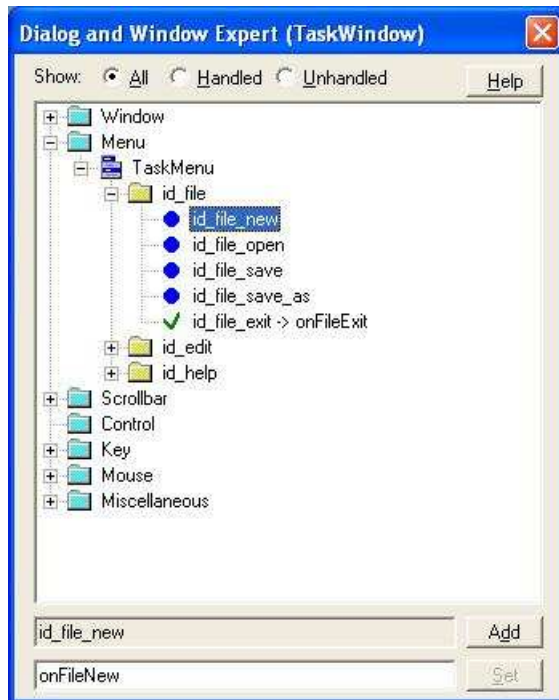 Dialog and Window Expert (TaskWindow)
Show: All Handled Unhandled Help
Window
Menu
TaskMenu
id_file
id_file_new
id_file_open
id_file_save
id_file_save_as
id_file_exit -> onFileExit
id_edit
id_help
Scrollbar
Control
Key
Mouse
Miscellaneous
id_file_new Add
onFileNew Set